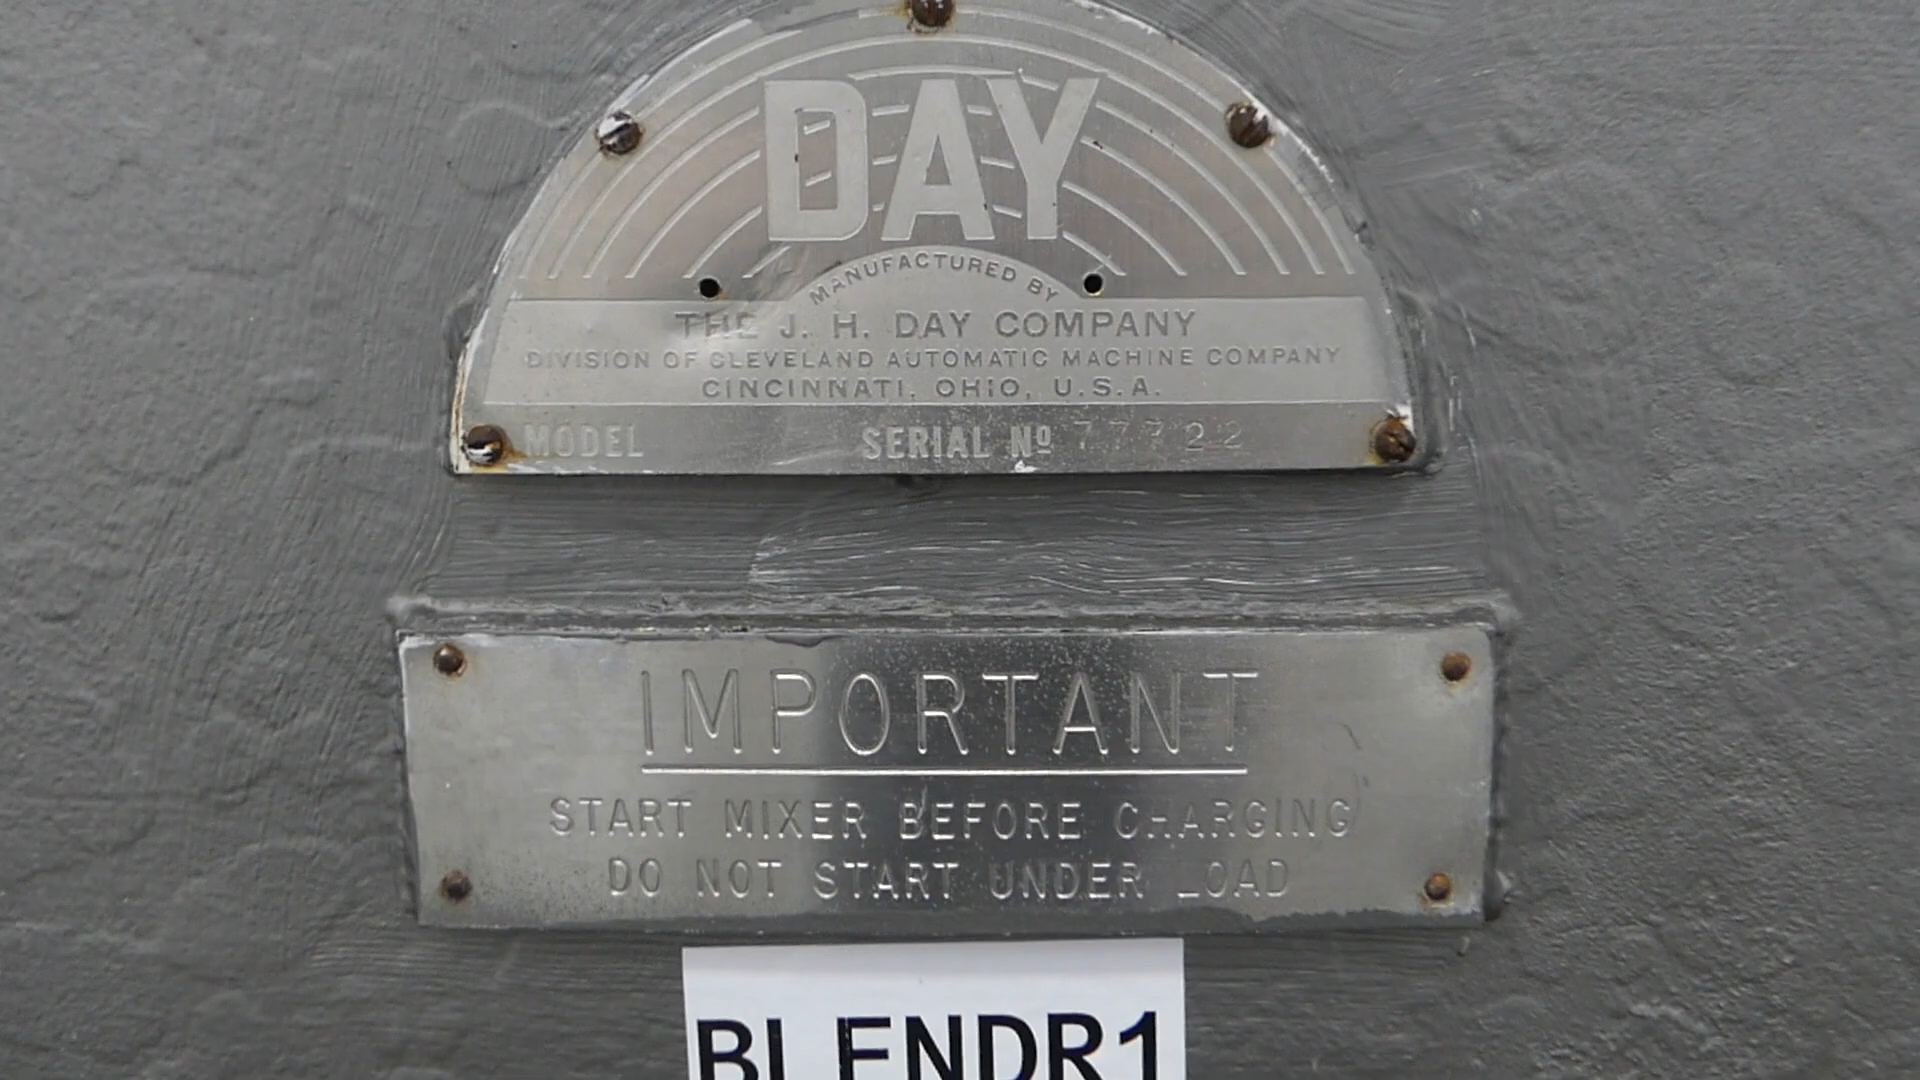 DAY
MANUFACTURED BY
THE J. H. DAY COMPANY
DIVISION OF CLEVELAND AUTOMATIC MACHINE COMPANY
CINCINNATI, OHIO, U.S.A.
MODEL SERIAL Nº 77722
IMPORTANT
START MIXER BEFORE CHARGING
DO NOT START UNDER LOAD
BLENDR1